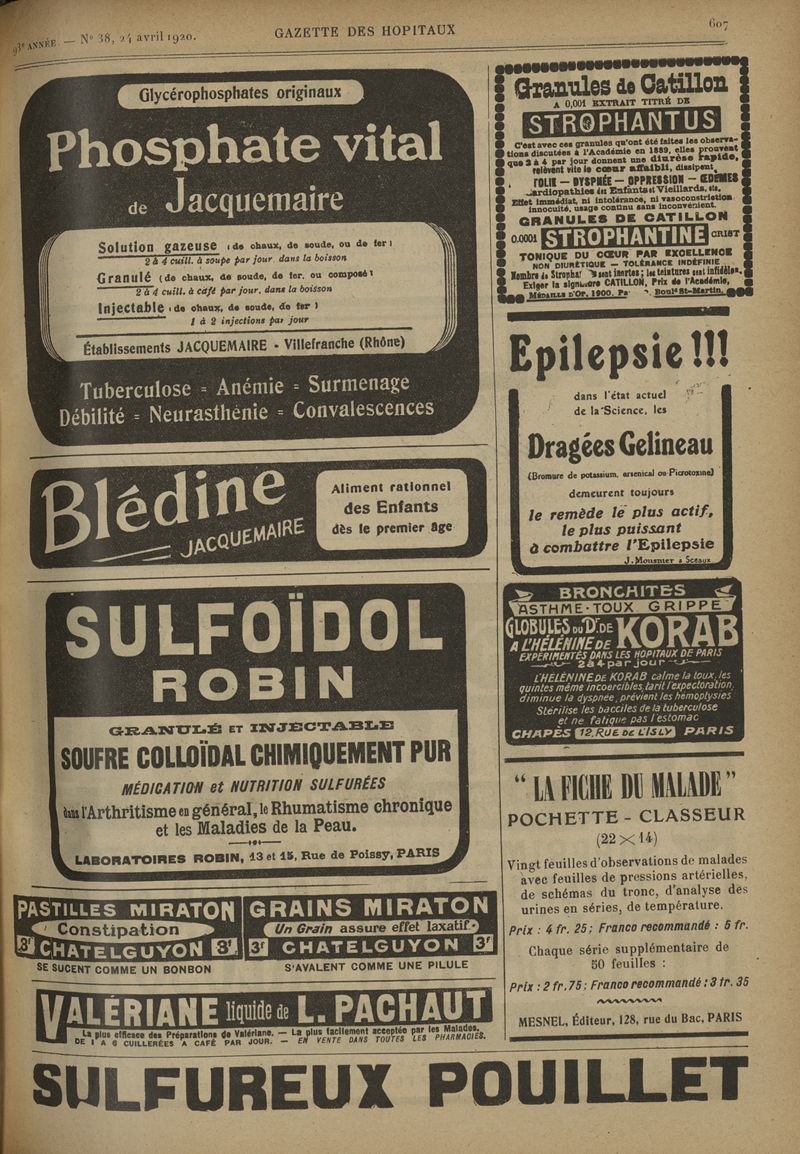 93e ANNÉE. — N° 38, 24 avril 1920.
GAZETTE DES HOPITAUX
607
Glycérophosphates originaux
Phosphate vital
de Jacquemaire
Solution gazeuse (de chaux, de soude, ou de fer)
2 à 4 cuill. à soupe par jour dans la boisson
Granulé (de chaux, de soude, de fer, ou composé)
2 à 4 cuill. à café par jour. dans la boisson
Injectable (de chaux, de soude, de fer)
1 à 2 injections par jour
Établissements JACQUEMAIRE - Villefranche (Rhône)
Tuberculose = Anémie = Surmenage
Débilité = Neurasthénie = Convalescences
Blédine
JACQUEMAIRE
Aliment rationnel
des Enfants
dès le premier âge
SULFOÏDOL
ROBIN
GRANULÉ ET INJECTABLE
SOUFRE COLLOÏDAL CHIMIQUEMENT PUR
MÉDICATION et NUTRITION SULFURÉES
dans l'Arthritisme en général, le Rhumatisme chronique
et les Maladies de la Peau.
LABORATOIRES ROBIN, 13 et 15, Rue de Poissy, PARIS
PASTILLES MIRATON
Constipation
3f CHATELGUYON 3f
SE SUCENT COMME UN BONBON
GRAINS MIRATON
Un Grain assure effet laxatif
3f CHATELGUYON 3f
S'AVALENT COMME UNE PILULE
VALÉRIANE liquide de L. PACHAUT
La plus efficace des Préparations de Valériane. — La plus facilement acceptée par les Malades.
DE 1 A 6 CUILLERÉES A CAFÉ PAR JOUR. — EN VENTE DANS TOUTES LES PHARMACIES.
Granules de Catillon
A 0,001 EXTRAIT TITRÉ DE
STROPHANTUS
C'est avec ces granules qu'ont été faites les observa-
tions discutées à l'Académie en 1889, elles prouvent
que 2 à 4 par jour donnent une diurèse rapide,
relèvent vite le cœur affaibli, dissipent
— DYSPNÉE — OPPRESSION — ŒDÈMES
Cardiopathies des Enfants et Vieillards, etc.
Effet immédiat, ni intolérance, ni vasoconstriction
innocuité, usage continu sans inconvénient.
GRANULES DE CATILLON
0.0001 STROPHANTINE CRIST
TONIQUE DU CŒUR PAR EXCELLENCE
NON DIURÉTIQUE — TOLÉRANCE INDÉFINIE
Nombre de Stropha. sont inertes; les teintures sont infidèles.
Exiger la signature CATILLON, Prix de l'Académie,
MÉDAILLE D'OR, 1900. Boulᵈ St-Martin.
Epilepsie !!!
dans l'état actuel
de la Science, les
Dragées Gelineau
(Bromure de potassium, arsenical ou Picrotoxine)
demeurent toujours
le remède le plus actif,
le plus puissant
à combattre l'Epilepsie
J. Mousnier à Sceaux
BRONCHITES
ASTHME · TOUX GRIPPE
GLOBULES DU Dr DE KORAB
A L'HÉLÉNINE DE
EXPÉRIMENTÉS DANS LES HOPITAUX DE PARIS
2 à 4 par jour
L'HÉLÉNINE DE KORAB calme la toux, les
quintes même incoercibles, tarit l'expectoration,
diminue la dyspnée, prévient les hémoptysies
Stérilise les bacilles de la tuberculose
et ne fatigue pas l'estomac
CHAPÈS 12, RUE DE L'ISLY PARIS
“ LA FICHE DU MALADE ”
POCHETTE - CLASSEUR
(22×14)
Vingt feuilles d'observations de malades
avec feuilles de pressions artérielles,
de schémas du tronc, d'analyse des
urines en séries, de température.
Prix : 4 fr. 25; Franco recommandé : 5 fr.
Chaque série supplémentaire de
50 feuilles :
Prix : 2 fr. 75; Franco recommandé : 3 fr. 35
MESNEL, Éditeur, 128, rue du Bac, PARIS
SULFUREUX POUILLET